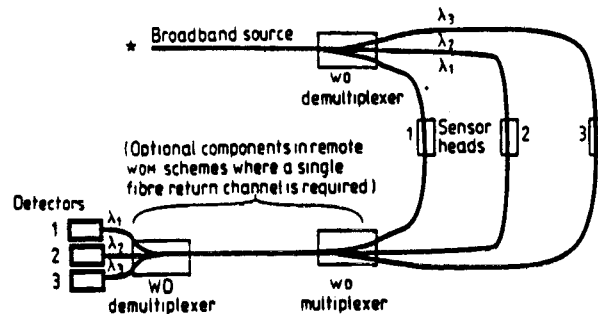 * Broadband source
λ3
λ2
λ1
WD
demultiplexer
1
Sensor
heads
2
3
(Optional components in remote
WDM schemes where a single
fibre return channel is required)
Detectors
1
λ1
2
λ2
3
λ3
WD
demultiplexer
WD
multiplexer